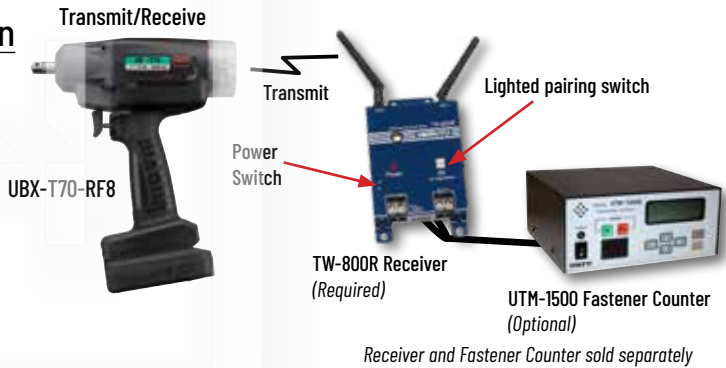 n
Transmit/Receive
Transmit
Lighted pairing switch
Power
Switch
UBX-T70-RF8
TW-800R Receiver
(Required)
UTM-1500 Fastener Counter
(Optional)
Receiver and Fastener Counter sold separately